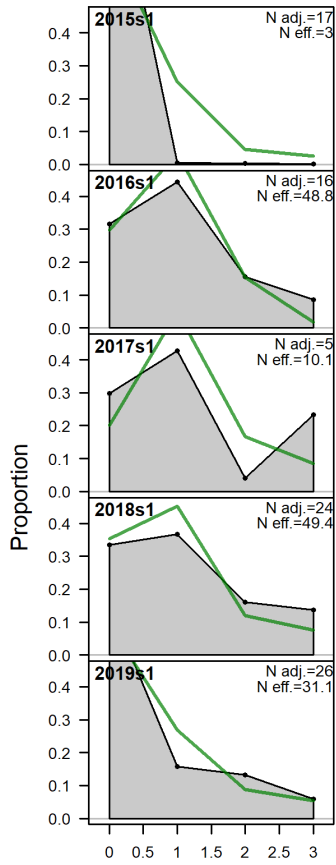 2015s1
N adj.=17
N eff.=3
0.4
0.3
0.2
0.1
0.0
2016s1
N adj.=16
N eff.=48.8
0.4
0.3
0.2
0.1
0.0
2017s1
N adj.=5
N eff.=10.1
0.4
0.3
0.2
0.1
0.0
Proportion
2018s1
N adj.=24
N eff.=49.4
0.4
0.3
0.2
0.1
0.0
2019s1
N adj.=26
N eff.=31.1
0.4
0.3
0.2
0.1
0.0
0 0.5 1 1.5 2 2.5 3